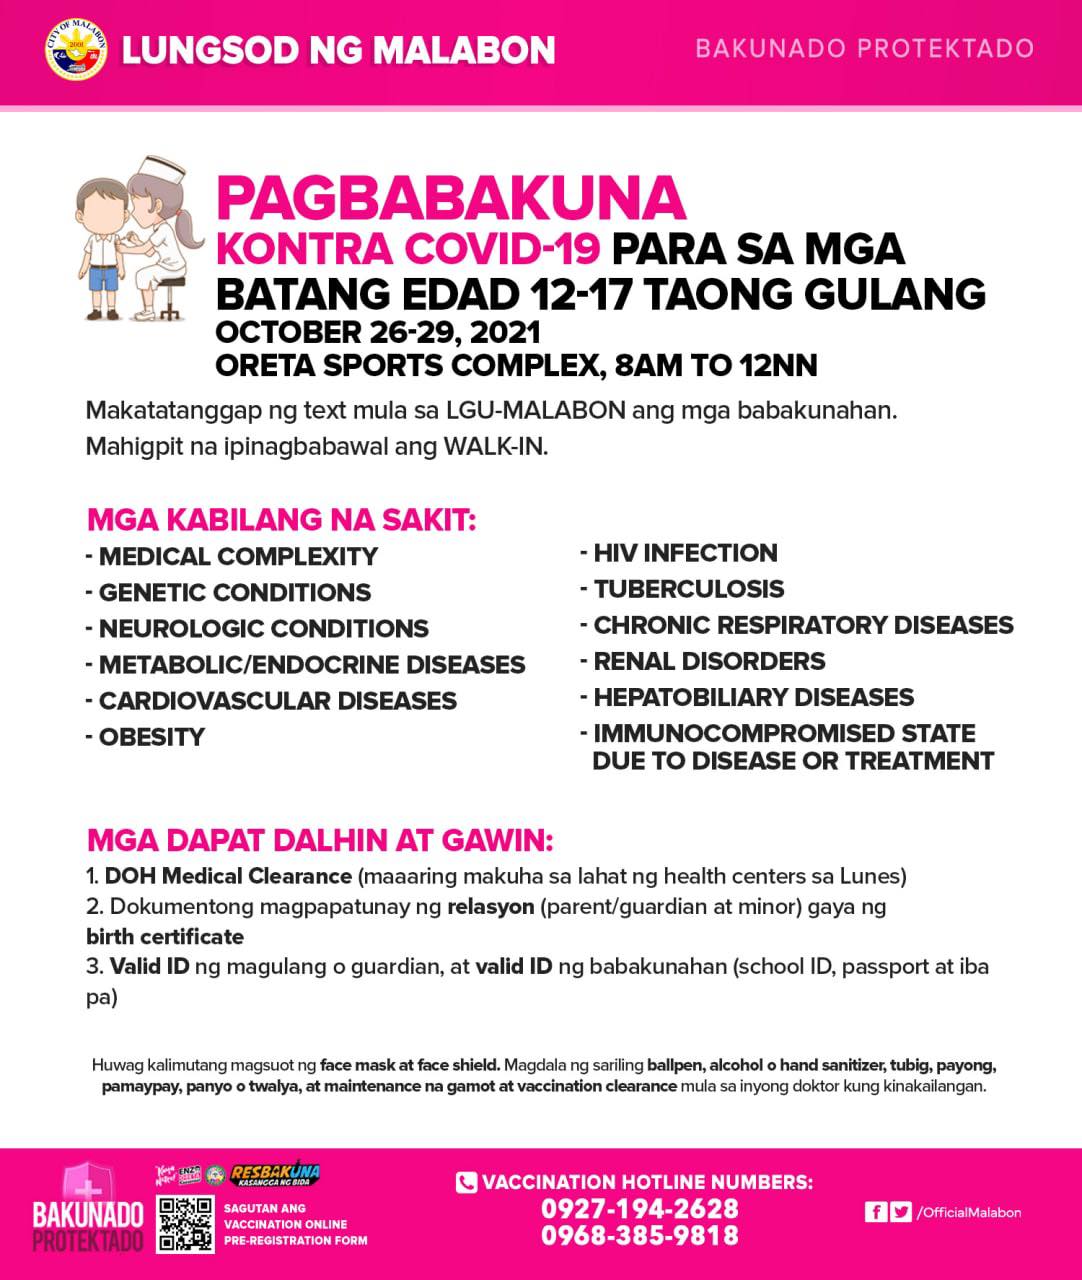 CITY OF MALABON
2001
LUNGSOD NG MALABON
BAKUNADO PROTEKTADO
PAGBABAKUNA
KONTRA COVID-19 PARA SA MGA
BATANG EDAD 12-17 TAONG GULANG
OCTOBER 26-29, 2021
ORETA SPORTS COMPLEX, 8AM TO 12NN
Makatatanggap ng text mula sa LGU-MALABON ang mga babakunahan.
Mahigpit na ipinagbabawal ang WALK-IN.
MGA KABILANG NA SAKIT:
- MEDICAL COMPLEXITY
- GENETIC CONDITIONS
- NEUROLOGIC CONDITIONS
- METABOLIC/ENDOCRINE DISEASES
- CARDIOVASCULAR DISEASES
- OBESITY
- HIV INFECTION
- TUBERCULOSIS
- CHRONIC RESPIRATORY DISEASES
- RENAL DISORDERS
- HEPATOBILIARY DISEASES
- IMMUNOCOMPROMISED STATE
DUE TO DISEASE OR TREATMENT
MGA DAPAT DALHIN AT GAWIN:
1. DOH Medical Clearance (maaaring makuha sa lahat ng health centers sa Lunes)
2. Dokumentong magpapatunay ng relasyon (parent/guardian at minor) gaya ng
birth certificate
3. Valid ID ng magulang o guardian, at valid ID ng babakunahan (school ID, passport at iba
pa)
Huwag kalimutang magsuot ng face mask at face shield. Magdala ng sariling ballpen, alcohol o hand sanitizer, tubig, payong,
pamaypay, panyo o twalya, at maintenance na gamot at vaccination clearance mula sa inyong doktor kung kinakailangan.
BAKUNADO
PROTEKTADO
RESBAKUNA
KASANGGA NG BIDA
SAGUTAN ANG
VACCINATION ONLINE
PRE-REGISTRATION FORM
VACCINATION HOTLINE NUMBERS:
0927-194-2628
0968-385-9818
/OfficialMalabon